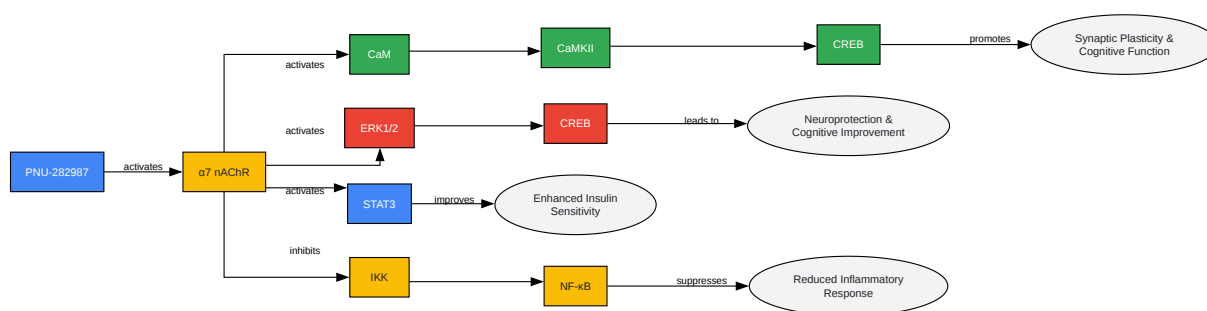 PNU-282987
activates
α7 nAChR
activates
CaM
CaMKII
CREB
promotes
Synaptic Plasticity &
Cognitive Function
activates
ERK1/2
CREB
leads to
Neuroprotection &
Cognitive Improvement
activates
STAT3
improves
Enhanced Insulin
Sensitivity
inhibits
IKK
NF-κB
suppresses
Reduced Inflammatory
Response